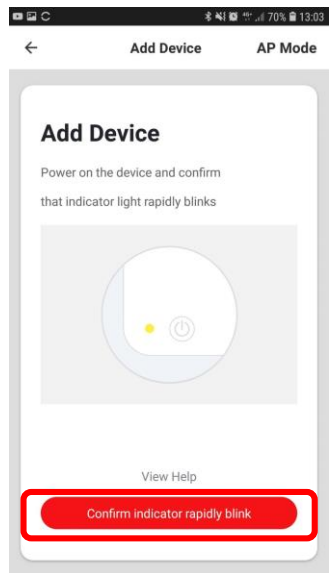 70% 13:03
Add Device AP Mode
Add Device
Power on the device and confirm
that indicator light rapidly blinks
View Help
Confirm indicator rapidly blink